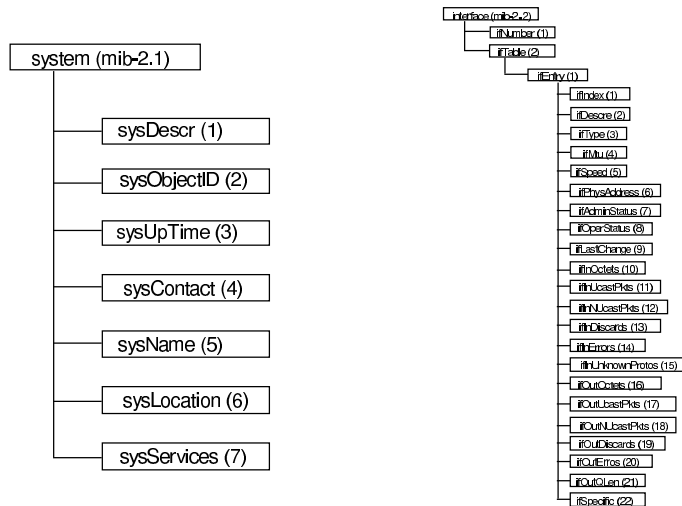 system (mib-2.1)
sysDescr (1)
sysObjectID (2)
sysUpTime (3)
sysContact (4)
sysName (5)
sysLocation (6)
sysServices (7)
interface (mib-2.2)
ifNumber (1)
ifTable (2)
ifEntry (1)
ifIndex (1)
ifDescre (2)
ifType (3)
ifMtu (4)
ifSpeed (5)
ifPhysAddress (6)
ifAdminStatus (7)
ifOperStatus (8)
ifLastChange (9)
ifInOctets (10)
ifInUcastPkts (11)
ifInNUcastPkts (12)
ifInDiscards (13)
ifInErrors (14)
ifInUnknownProtos (15)
ifOutOctets (16)
ifOutUcastPkts (17)
ifOutNUcastPkts (18)
ifOutDiscards (19)
ifOutErros (20)
ifOutQLen (21)
ifSpecific (22)